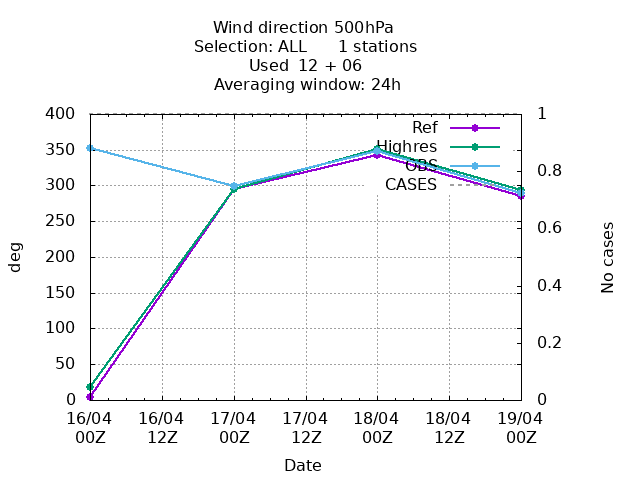 Wind direction 500hPa
Selection: ALL      1 stations
Used  12 + 06
Averaging window: 24h
400
350
300
250
200
150
100
50
0
1
0.8
0.6
0.4
0.2
0
Ref
Highres
OBS
CASES
deg
No cases
16/04 00Z
16/04 12Z
17/04 00Z
17/04 12Z
18/04 00Z
18/04 12Z
19/04 00Z
Date